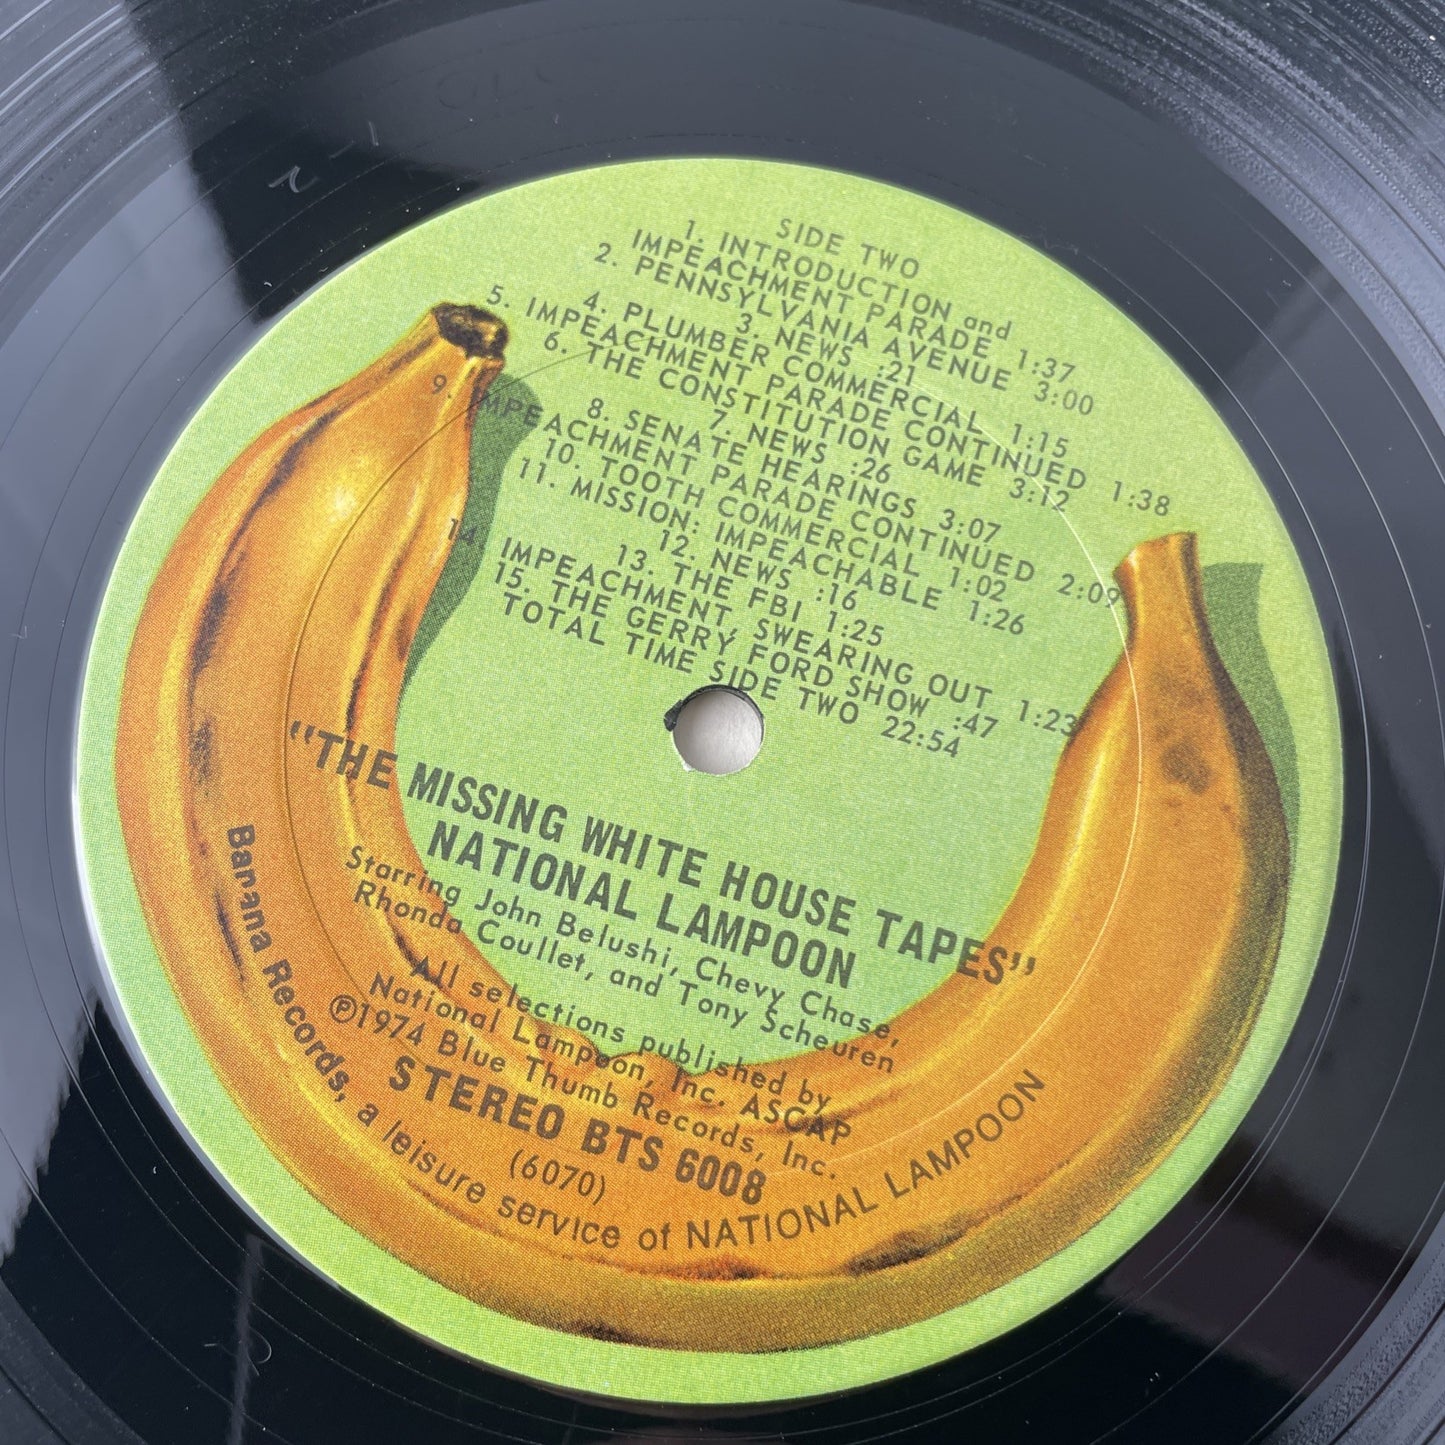 SIDE TWO
1. INTRODUCTION and
IMPEACHMENT PARADE 1:37
2. PENNSYLVANIA AVENUE 3:00
3. NEWS :21
4. PLUMBER COMMERCIAL 1:15
5. IMPEACHMENT PARADE CONTINUED 1:38
6. THE CONSTITUTION GAME 3:12
7. NEWS :26
8. SENATE HEARINGS 3:07
9. IMPEACHMENT PARADE CONTINUED 2:09
10. TOOTH COMMERCIAL 1:02
11. MISSION: IMPEACHABLE 1:26
12. NEWS :16
13. THE FBI 1:25
14. IMPEACHMENT, SWEARING OUT 1:23
15. THE GERRY FORD SHOW :47
TOTAL TIME SIDE TWO 22:54
"THE MISSING WHITE HOUSE TAPES"
NATIONAL LAMPOON
Starring John Belushi, Chevy Chase,
Rhonda Coullet, and Tony Scheuren
All selections published by
National Lampoon, Inc. ASCAP
℗1974 Blue Thumb Records, Inc.
STEREO BTS 6008
(6070)
Banana Records, a leisure service of NATIONAL LAMPOON